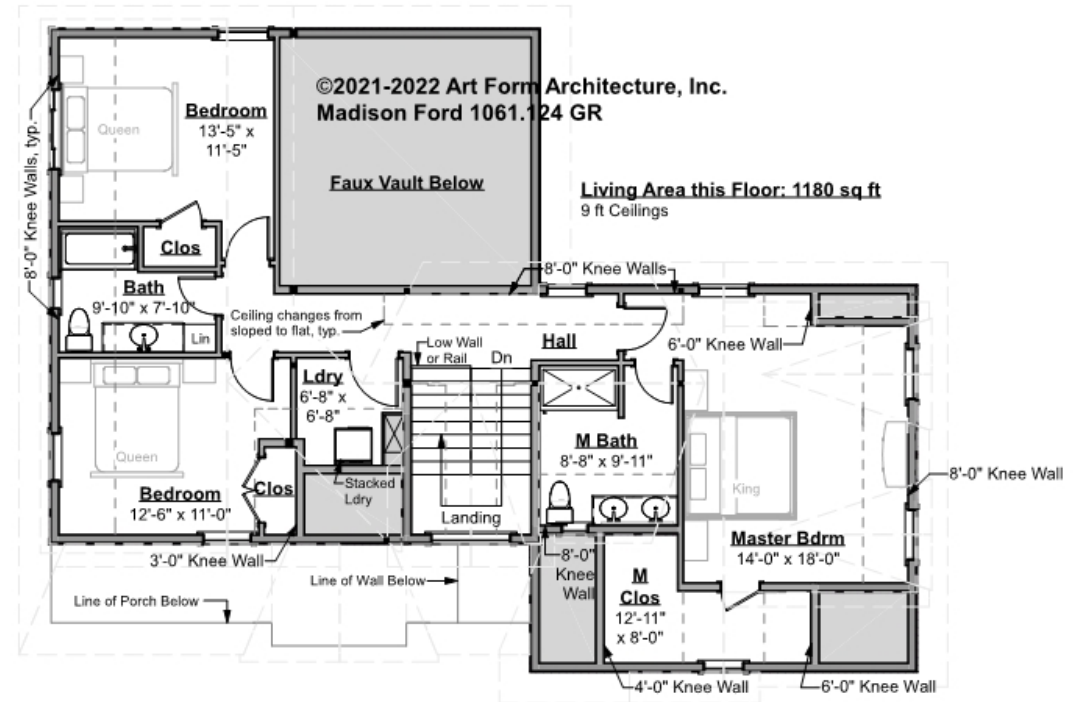 ©2021-2022 Art Form Architecture, Inc.
Madison Ford 1061.124 GR
Bedroom
13'-5" x
11'-5"
Queen
8'-0" Knee Walls, typ.
Faux Vault Below
Living Area this Floor: 1180 sq ft
9 ft Ceilings
Clos
8'-0" Knee Walls
Bath
9'-10" x 7'-10"
Lin
Ceiling changes from
sloped to flat, typ.
Hall
6'-0" Knee Wall
Low Wall
or Rail
Dn
Ldry
6'-8" x
6'-8"
M Bath
8'-8" x 9'-11"
Queen
King
8'-0" Knee Wall
Bedroom
12'-6" x 11'-0"
Clos
Stacked
Ldry
Landing
Master Bdrm
14'-0" x 18'-0"
3'-0" Knee Wall
8'-0"
Knee
Wall
M
Clos
12'-11"
x 8'-0"
Line of Wall Below
Line of Porch Below
4'-0" Knee Wall
6'-0" Knee Wall